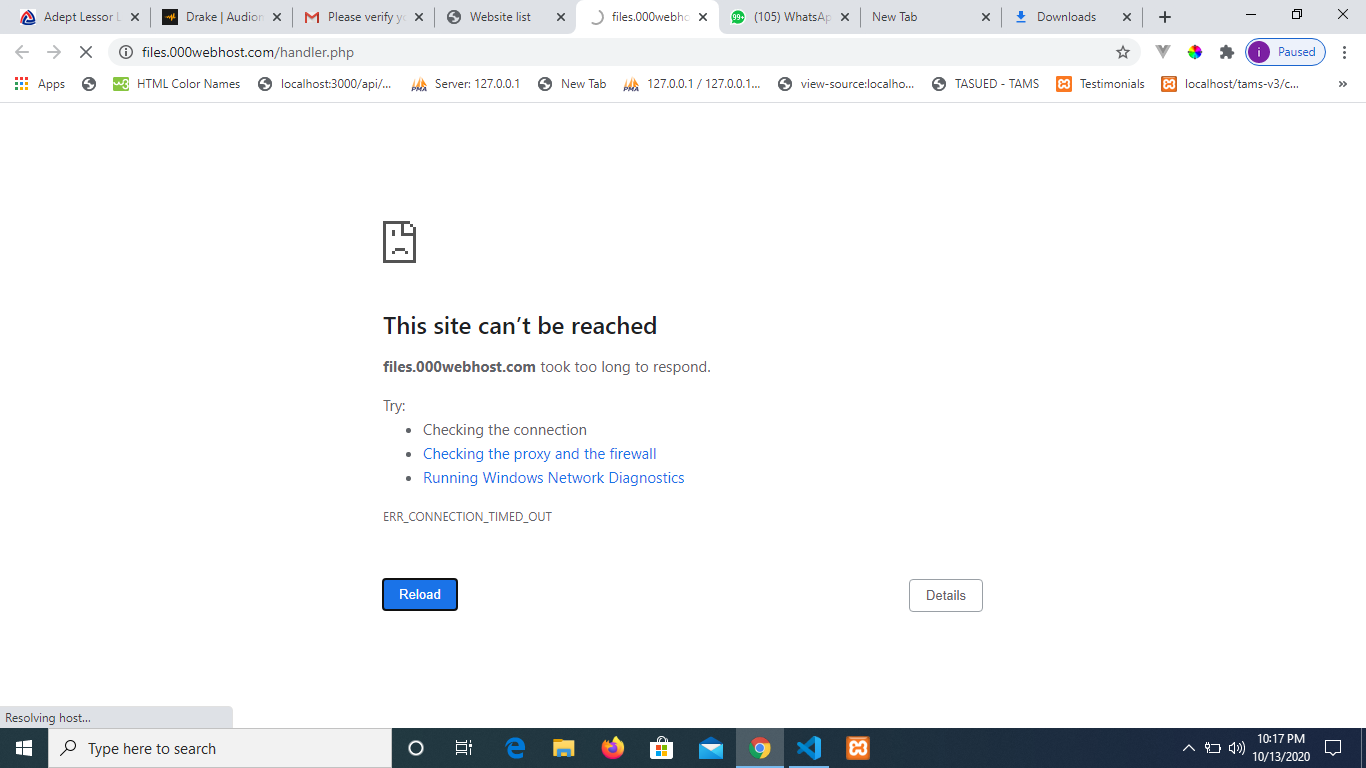 Adept Lessor L
Drake | Audion
Please verify yo
Website list
files.000webho
99+
(105) WhatsAp
New Tab
Downloads
files.000webhost.com/handler.php
i
Paused
Apps
HTML Color Names
localhost:3000/api/...
Server: 127.0.0.1
New Tab
127.0.0.1 / 127.0.0.1...
view-source:localho...
TASUED - TAMS
Testimonials
localhost/tams-v3/c...
»
This site can't be reached
files.000webhost.com took too long to respond.
Try:
• Checking the connection
• Checking the proxy and the firewall
• Running Windows Network Diagnostics
ERR_CONNECTION_TIMED_OUT
Reload
Details
Resolving host...
Type here to search
10:17 PM
10/13/2020